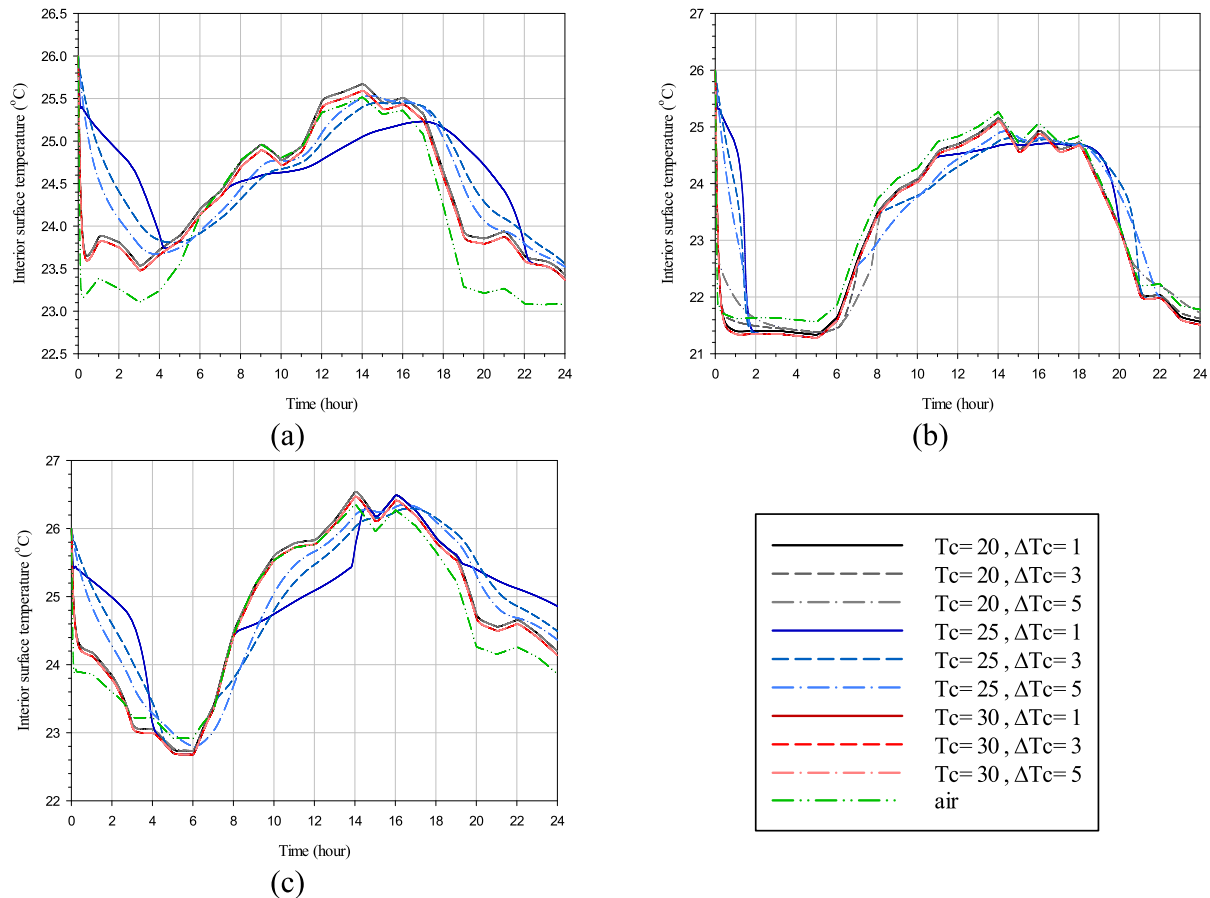 26.5
26.0
25.5
25.0
24.5
24.0
23.5
23.0
22.5
Interior surface temperature (°C)
0 2 4 6 8 10 12 14 16 18 20 22 24
Time (hour)
(a)
27
26
25
24
23
22
21
Interior surface temperature (°C)
0 2 4 6 8 10 12 14 16 18 20 22 24
Time (hour)
(b)
27
26
25
24
23
22
Interior surface temperature (°C)
0 2 4 6 8 10 12 14 16 18 20 22 24
Time (hour)
(c)
Tc= 20 , ΔTc= 1
Tc= 20 , ΔTc= 3
Tc= 20 , ΔTc= 5
Tc= 25 , ΔTc= 1
Tc= 25 , ΔTc= 3
Tc= 25 , ΔTc= 5
Tc= 30 , ΔTc= 1
Tc= 30 , ΔTc= 3
Tc= 30 , ΔTc= 5
air